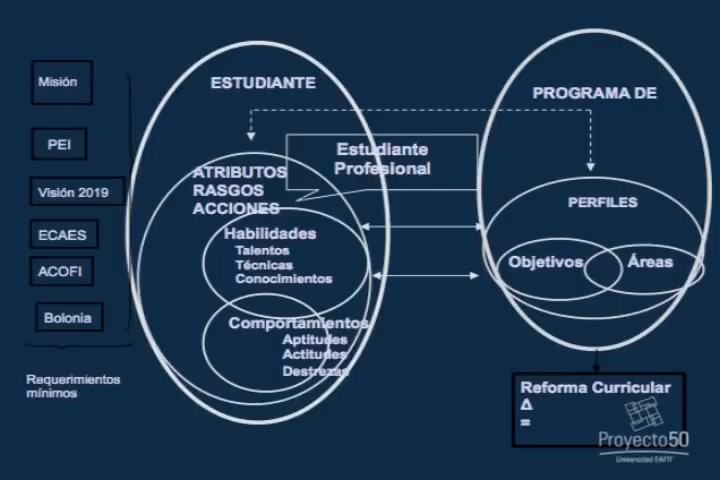 Misión
PEI
Visión 2019
ECAES
ACOFI
Bolonia
Requerimientos
mínimos
ESTUDIANTE
Estudiante
Profesional
ATRIBUTOS
RASGOS
ACCIONES
Habilidades
Talentos
Técnicas
Conocimientos
Comportamientos
Aptitudes
Actitudes
Destrezas
PROGRAMA DE
PERFILES
Objetivos
Áreas
Reforma Curricular
Δ
=
Proyecto50
Universidad EAFIT